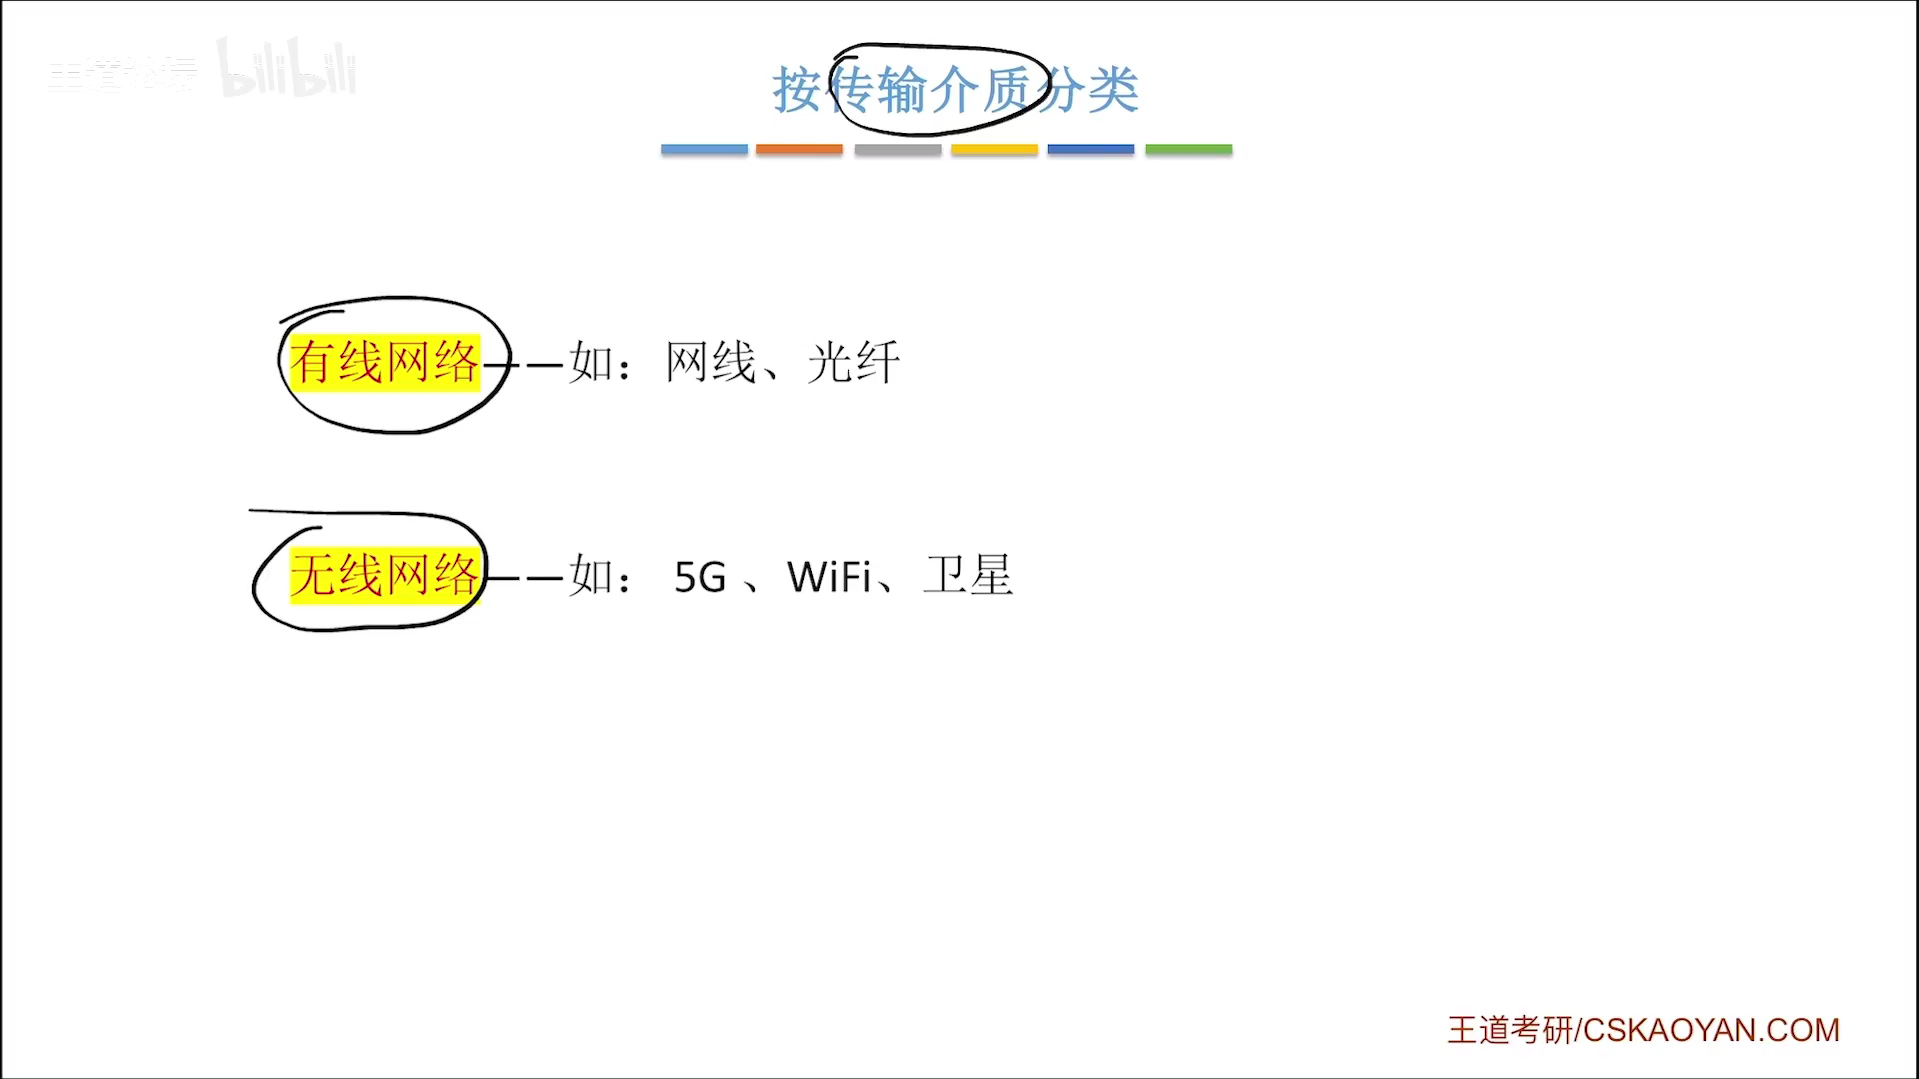 王道论坛 bilibili
按传输介质分类
有线网络——如：网线、光纤
无线网络——如： 5G 、WiFi、卫星
王道考研/CSKAOYAN.COM